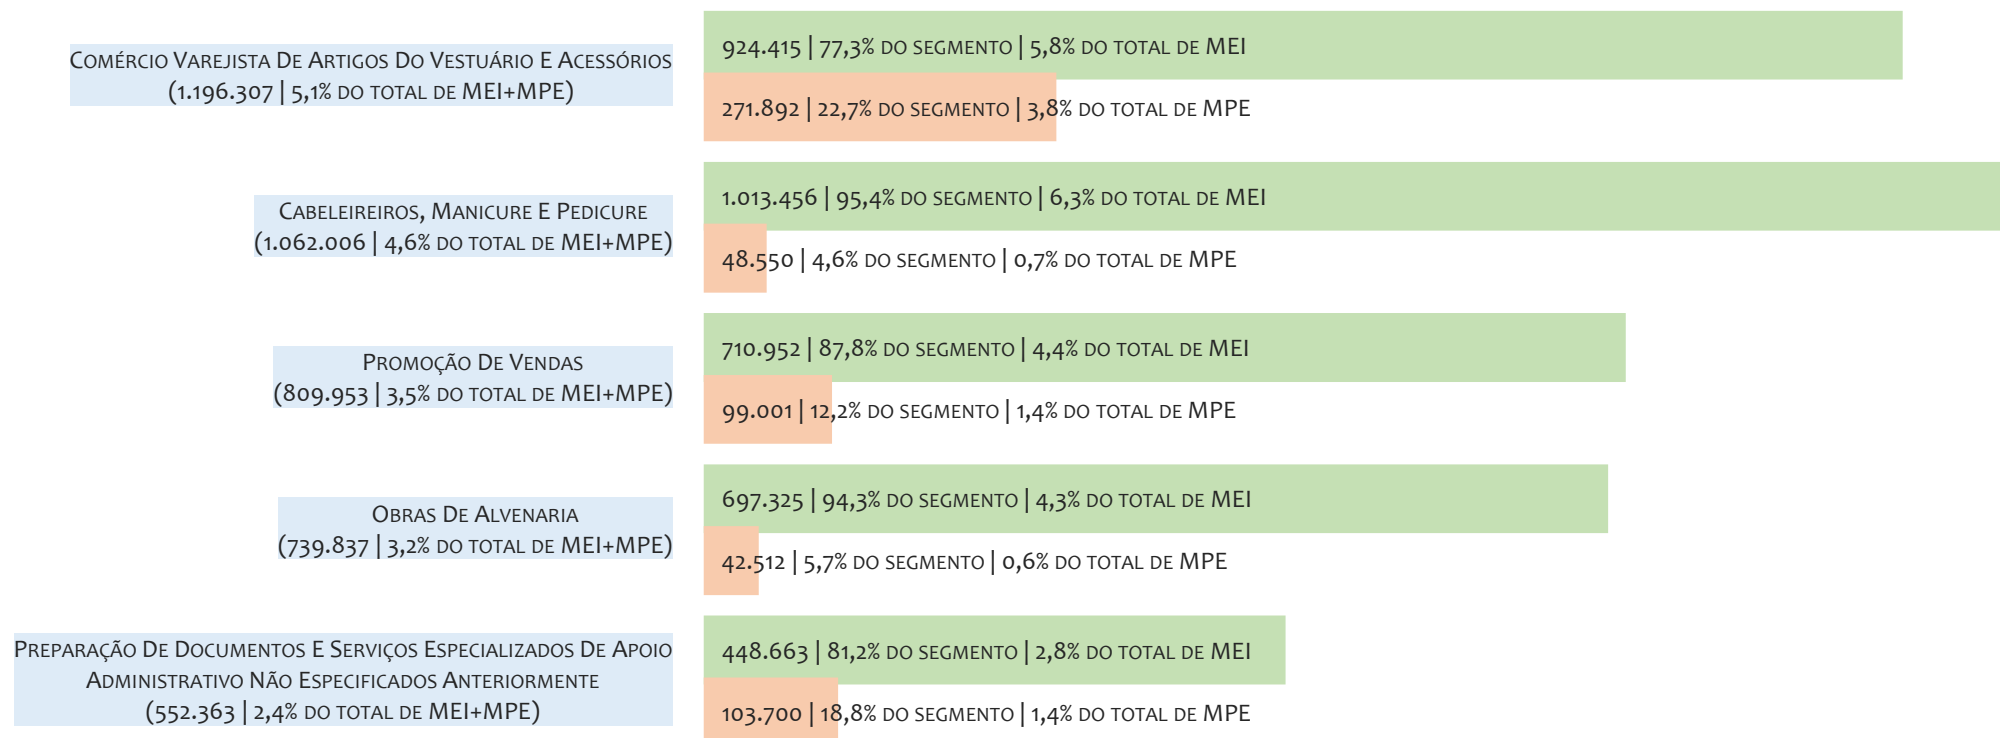 Comércio Varejista De Artigos Do Vestuário E Acessórios
(1.196.307 | 5,1% do total de MEI+MPE)
924.415 | 77,3% do segmento | 5,8% do total de MEI
271.892 | 22,7% do segmento | 3,8% do total de MPE
Cabeleireiros, Manicure E Pedicure
(1.062.006 | 4,6% do total de MEI+MPE)
1.013.456 | 95,4% do segmento | 6,3% do total de MEI
48.550 | 4,6% do segmento | 0,7% do total de MPE
Promoção De Vendas
(809.953 | 3,5% do total de MEI+MPE)
710.952 | 87,8% do segmento | 4,4% do total de MEI
99.001 | 12,2% do segmento | 1,4% do total de MPE
Obras De Alvenaria
(739.837 | 3,2% do total de MEI+MPE)
697.325 | 94,3% do segmento | 4,3% do total de MEI
42.512 | 5,7% do segmento | 0,6% do total de MPE
Preparação De Documentos E Serviços Especializados De Apoio
Administrativo Não Especificados Anteriormente
(552.363 | 2,4% do total de MEI+MPE)
448.663 | 81,2% do segmento | 2,8% do total de MEI
103.700 | 18,8% do segmento | 1,4% do total de MPE